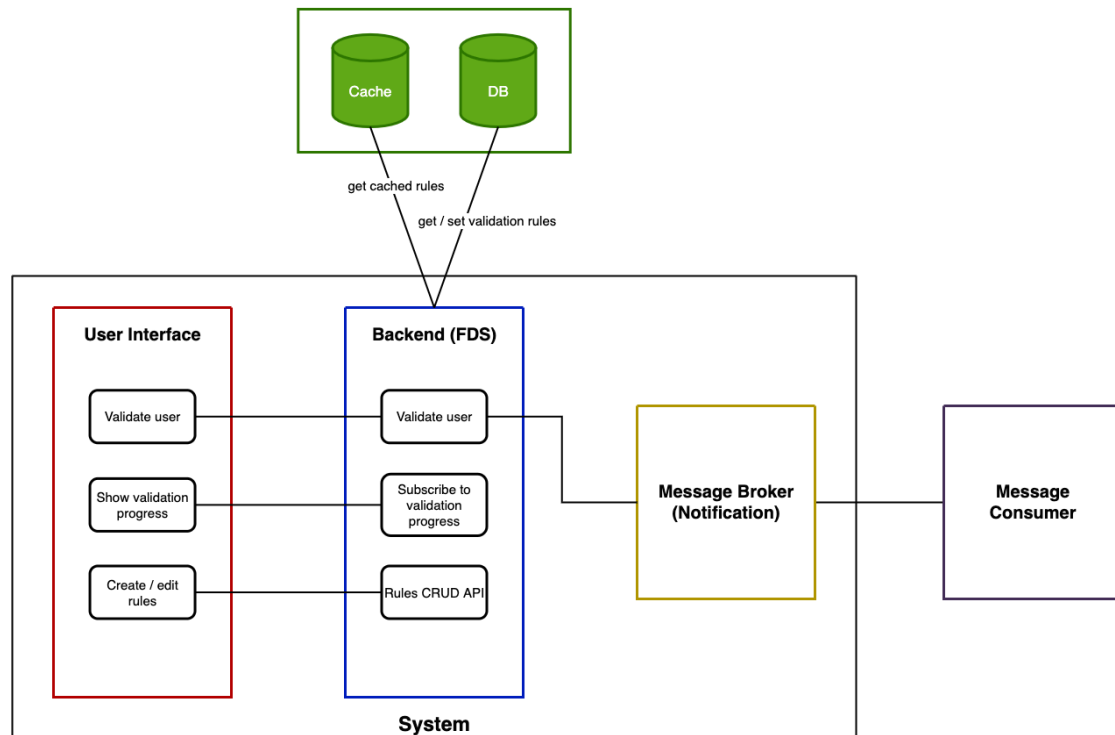 Cache
DB
get cached rules
get / set validation rules
User Interface
Backend (FDS)
Validate user
Validate user
Show validation
progress
Subscribe to
validation
progress
Message Broker
(Notification)
Message
Consumer
Create / edit
rules
Rules CRUD API
System